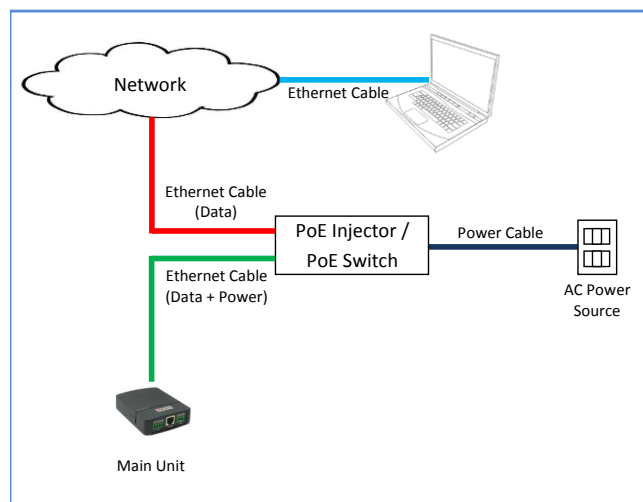 Network
Ethernet Cable
Ethernet Cable
(Data)
PoE Injector /
PoE Switch
Power Cable
Ethernet Cable
(Data + Power)
AC Power
Source
Main Unit